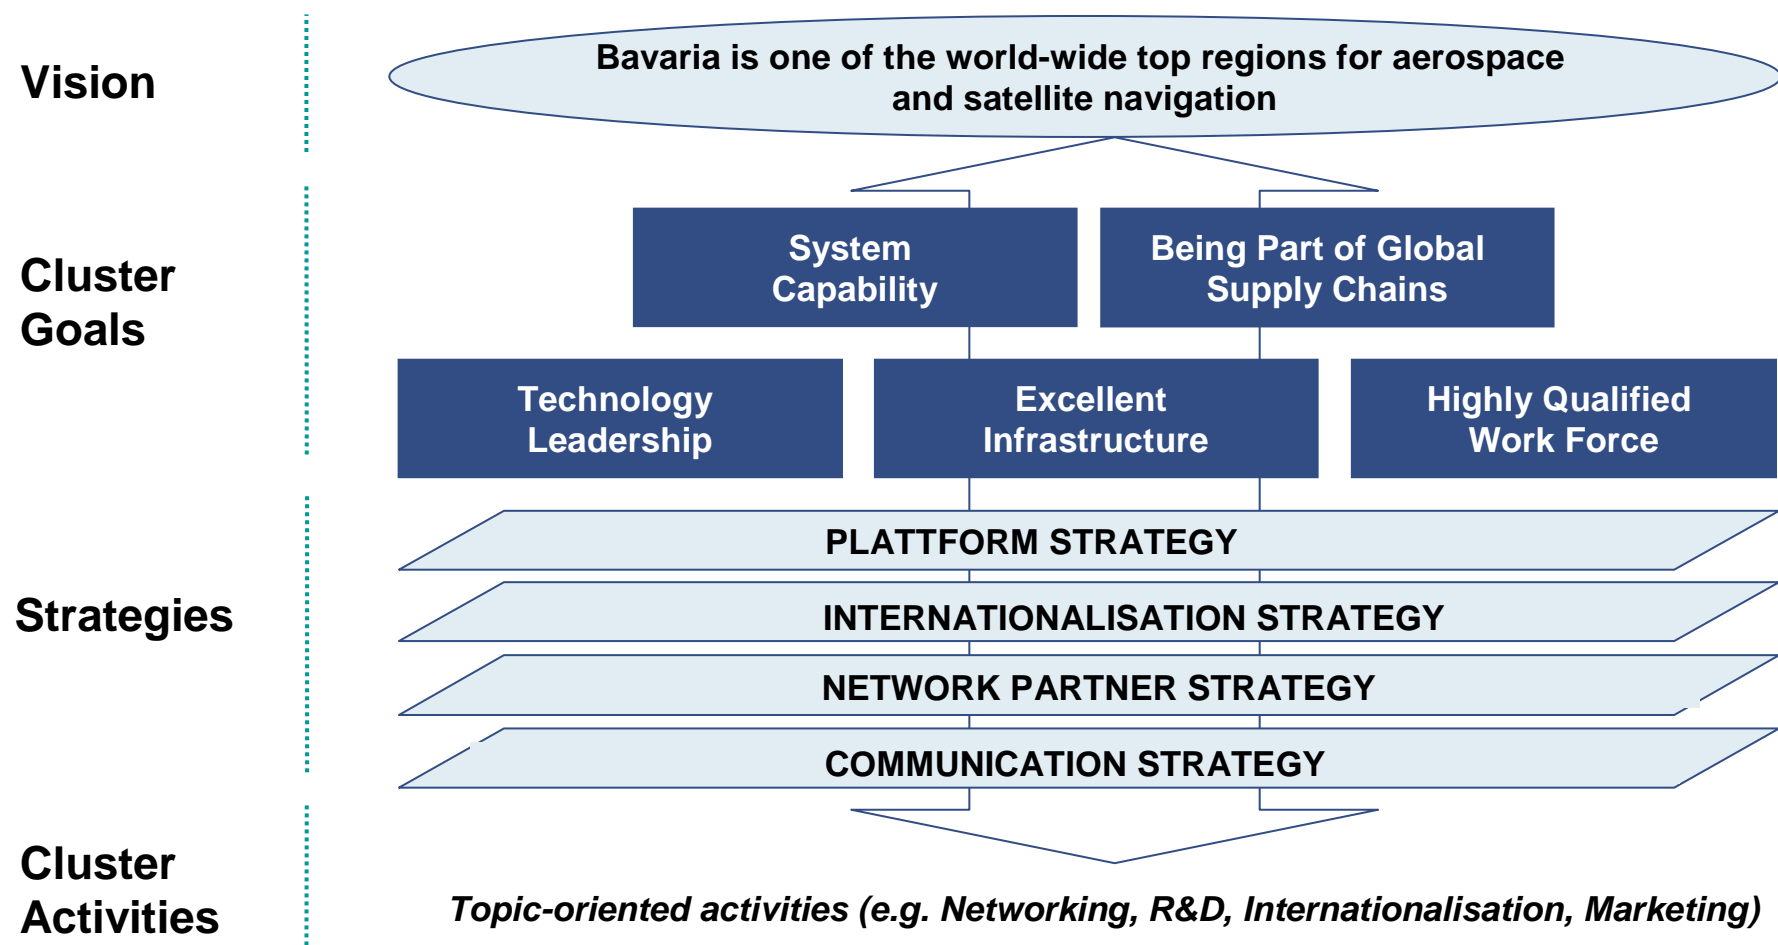 Vision
Bavaria is one of the world-wide top regions for aerospace
and satellite navigation
Cluster
Goals
System
Capability
Being Part of Global
Supply Chains
Technology
Leadership
Excellent
Infrastructure
Highly Qualified
Work Force
Strategies
PLATTFORM STRATEGY
INTERNATIONALISATION STRATEGY
NETWORK PARTNER STRATEGY
COMMUNICATION STRATEGY
Cluster
Activities
Topic-oriented activities (e.g. Networking, R&D, Internationalisation, Marketing)